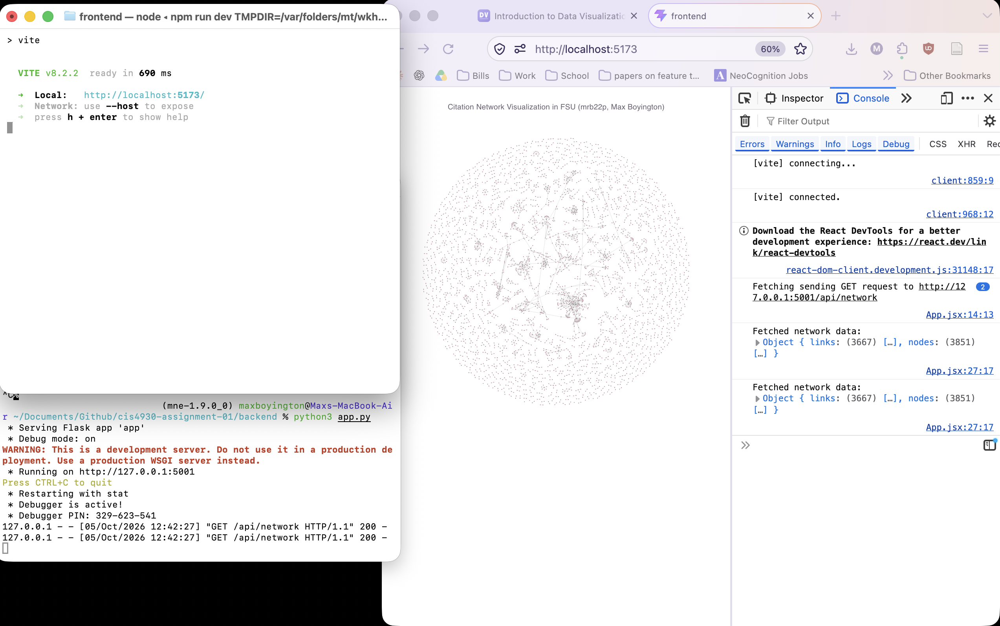 frontend — node ◂ npm run dev TMPDIR=/var/folders/mt/wkh...
> vite
VITE v8.2.2 ready in 690 ms
➜ Local: http://localhost:5173/
➜ Network: use --host to expose
➜ press h + enter to show help
^C%
(mne-1.9.0_0) maxboyington@Maxs-MacBook-Ai
r ~/Documents/Github/cis4930-assignment-01/backend % python3 app.py
* Serving Flask app 'app'
* Debug mode: on
WARNING: This is a development server. Do not use it in a production de
ployment. Use a production WSGI server instead.
* Running on http://127.0.0.1:5001
Press CTRL+C to quit
* Restarting with stat
* Debugger is active!
* Debugger PIN: 329-623-541
127.0.0.1 - - [05/Oct/2026 12:42:27] "GET /api/network HTTP/1.1" 200 -
127.0.0.1 - - [05/Oct/2026 12:42:27] "GET /api/network HTTP/1.1" 200 -
DV Introduction to Data Visualizatio
frontend
http://localhost:5173
60%
M
Bills
Work
School
papers on feature t...
A NeoCognition Jobs
Other Bookmarks
Citation Network Visualization in FSU (mrb22p, Max Boyington)
Inspector
Console
Filter Output
Errors
Warnings
Info
Logs
Debug
CSS
XHR
Rec
[vite] connecting...
client:859:9
[vite] connected.
client:968:12
Download the React DevTools for a better
development experience: https://react.dev/lin
k/react-devtools
react-dom-client.development.js:31148:17
Fetching sending GET request to http://12 2
7.0.0.1:5001/api/network
App.jsx:14:13
Fetched network data:
Object { links: (3667) […], nodes: (3851)
[…] }
App.jsx:27:17
Fetched network data:
Object { links: (3667) […], nodes: (3851)
[…] }
App.jsx:27:17